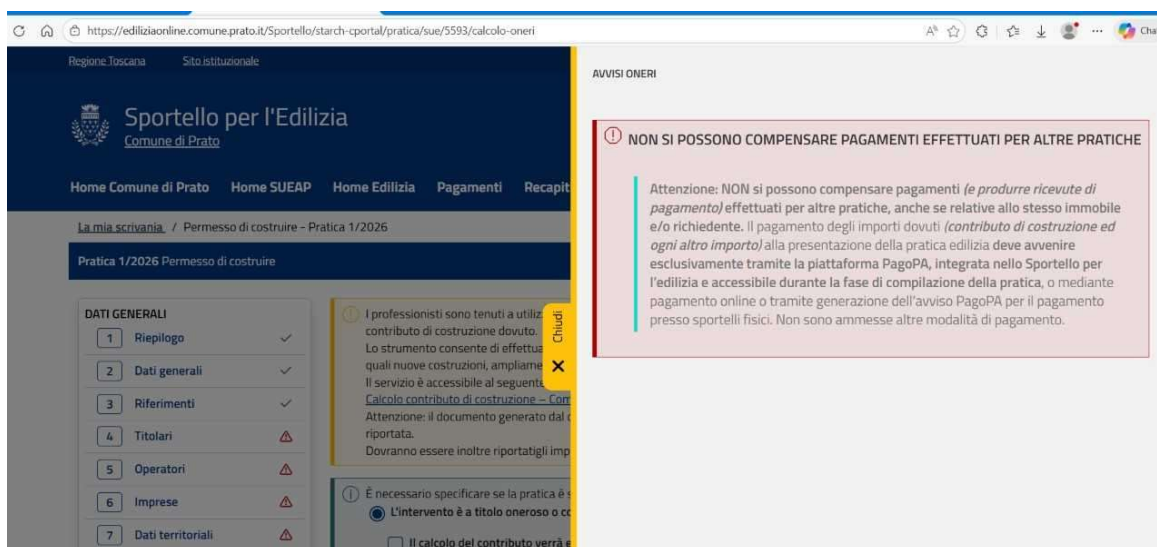 https://ediliziaonline.comune.prato.it/Sportello/starch-cportal/pratica/sue/5593/calcolo-oneri
Regione Toscana Sito istituzionale
Sportello per l'Edilizia
Comune di Prato
Home Comune di Prato Home SUEAP Home Edilizia Pagamenti Recapit
La mia scrivania / Permesso di costruire - Pratica 1/2026
Pratica 1/2026 Permesso di costruire
DATI GENERALI
1 Riepilogo
2 Dati generali
3 Riferimenti
4 Titolari
5 Operatori
6 Imprese
7 Dati territoriali
I professionisti sono tenuti a utiliz
contributo di costruzione dovuto.
Lo strumento consente di effettua
quali nuove costruzioni, ampliame
Il servizio è accessibile al seguente
Calcolo contributo di costruzione – Com
Attenzione: il documento generato dal c
riportata.
Dovranno essere inoltre riportatigli imp
È necessario specificare se la pratica è s
L'intervento è a titolo oneroso o co
Il calcolo del contributo verrà e
Chiudi
AVVISI ONERI
NON SI POSSONO COMPENSARE PAGAMENTI EFFETTUATI PER ALTRE PRATICHE
Attenzione: NON si possono compensare pagamenti (e produrre ricevute di
pagamento) effettuati per altre pratiche, anche se relative allo stesso immobile
e/o richiedente. Il pagamento degli importi dovuti (contributo di costruzione ed
ogni altro importo) alla presentazione della pratica edilizia deve avvenire
esclusivamente tramite la piattaforma PagoPA, integrata nello Sportello per
l'edilizia e accessibile durante la fase di compilazione della pratica, o mediante
pagamento online o tramite generazione dell'avviso PagoPA per il pagamento
presso sportelli fisici. Non sono ammesse altre modalità di pagamento.